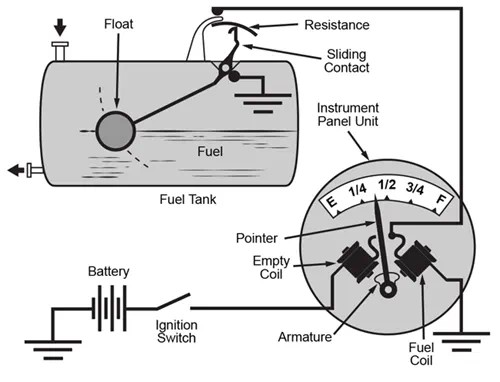 Float
Resistance
Sliding
Contact
Fuel
Fuel Tank
Instrument
Panel Unit
E 1/4 1/2 3/4 F
Pointer
Empty
Coil
Battery
Ignition
Switch
Armature
Fuel
Coil